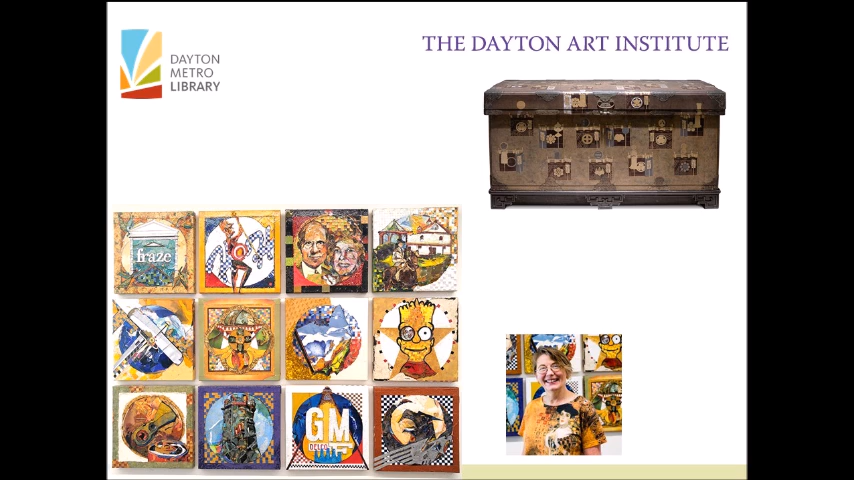 DAYTON
METRO
LIBRARY
THE DAYTON ART INSTITUTE
fraze
GM